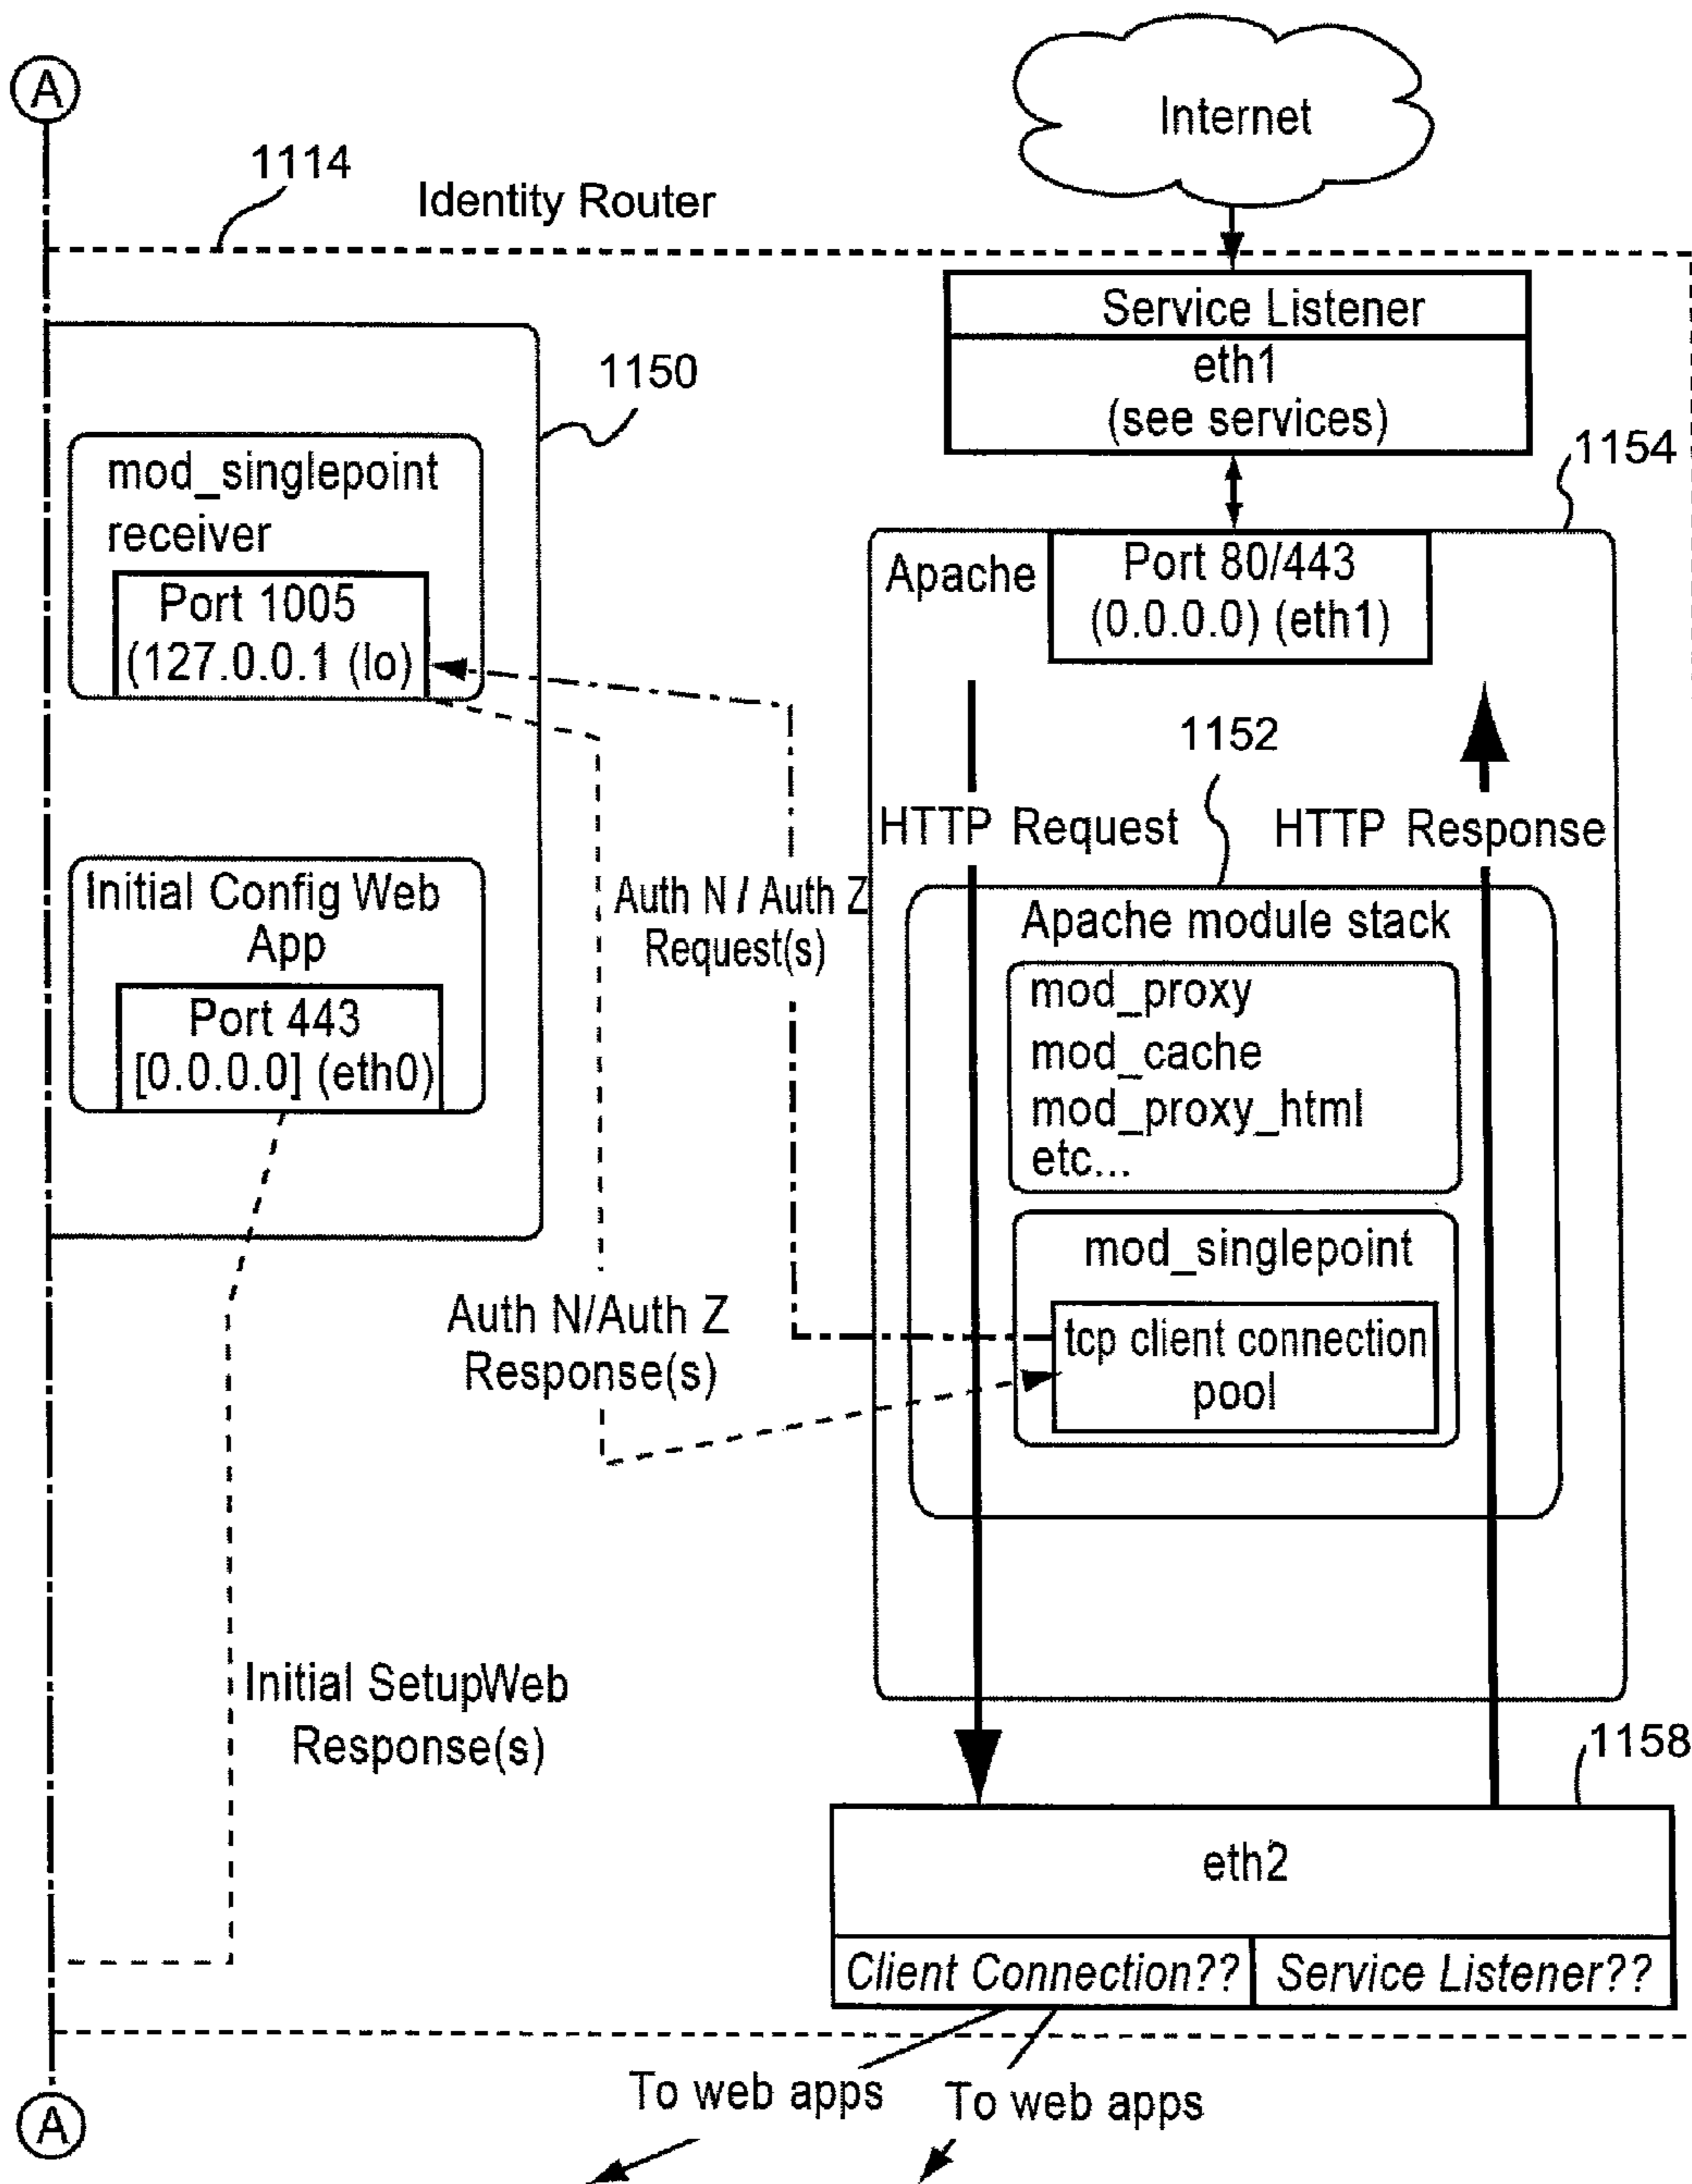 A
Internet
1114
Identity Router
Service Listener
eth1
(see services)
1150
1154
mod_singlepoint
receiver
Port 1005
(127.0.0.1 (lo)
Apache
Port 80/443
(0.0.0.0) (eth1)
1152
HTTP Request
HTTP Response
Initial Config Web
App
Port 443
[0.0.0.0] (eth0)
Auth N / Auth Z
Request(s)
Apache module stack
mod_proxy
mod_cache
mod_proxy_html
etc...
mod_singlepoint
tcp client connection
pool
Auth N/Auth Z
Response(s)
Initial SetupWeb
Response(s)
1158
eth2
Client Connection??
Service Listener??
To web apps
To web apps
A